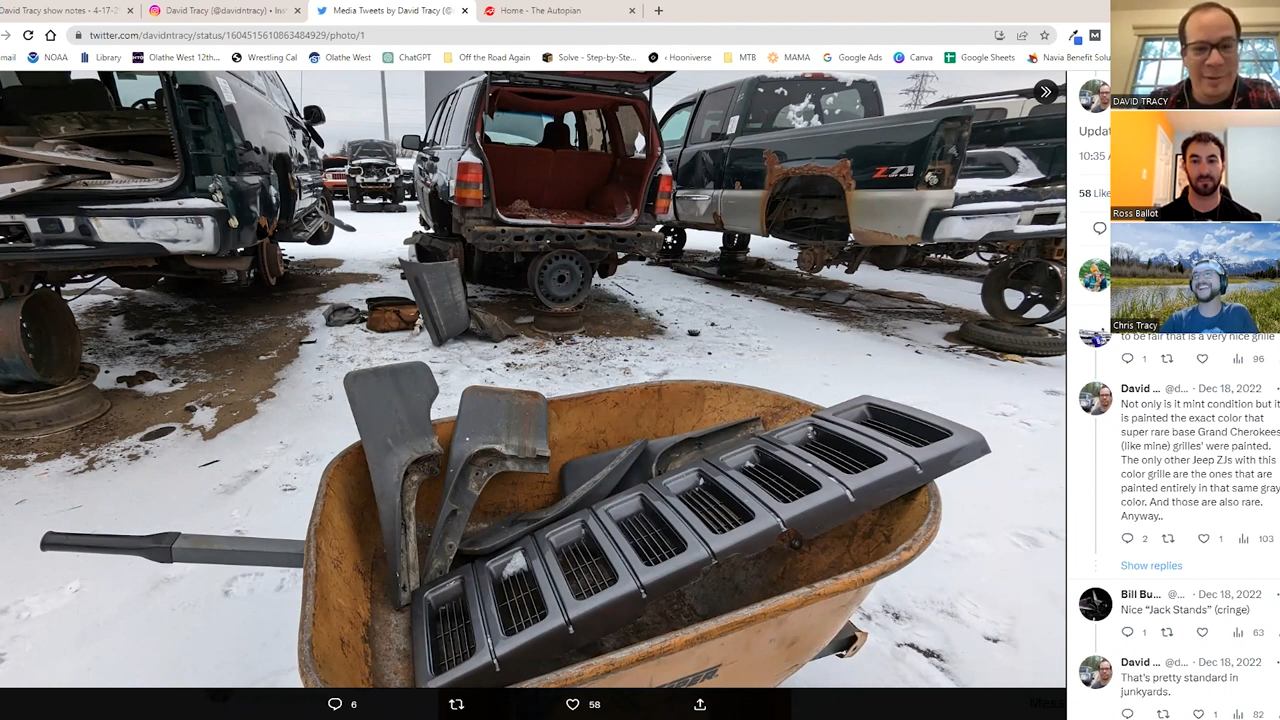 David Tracy show notes - 4-17-2
David Tracy (@davidntracy) • Ins
Media Tweets by David Tracy (@
Home - The Autopian
twitter.com/davidntracy/status/1604515610863484929/photo/1
mail
NOAA
Library
Olathe West 12th...
Wrestling Cal
Olathe West
ChatGPT
Off the Road Again
Solve - Step-by-Ste...
Hooniverse
MTB
MAMA
Google Ads
Canva
Google Sheets
Navia Benefit Solu
DAVID TRACY
Ross Ballot
Chris Tracy
Updat
10:35
58 Like
to be fair that is a very nice grille
1
96
David ... @d... · Dec 18, 2022
Not only is it mint condition but it
is painted the exact color that
super rare base Grand Cherokees
(like mine) grilles' were painted.
The only other Jeep ZJs with this
color grille are the ones that are
painted entirely in that same gray
color. And those are also rare.
Anyway..
2
1
103
Show replies
Bill Bu... @... · Dec 18, 2022
Nice “Jack Stands” (cringe)
1
63
David ... @d... · Dec 18, 2022
That's pretty standard in
junkyards.
1
82
Z71
OFF ROAD
6
58